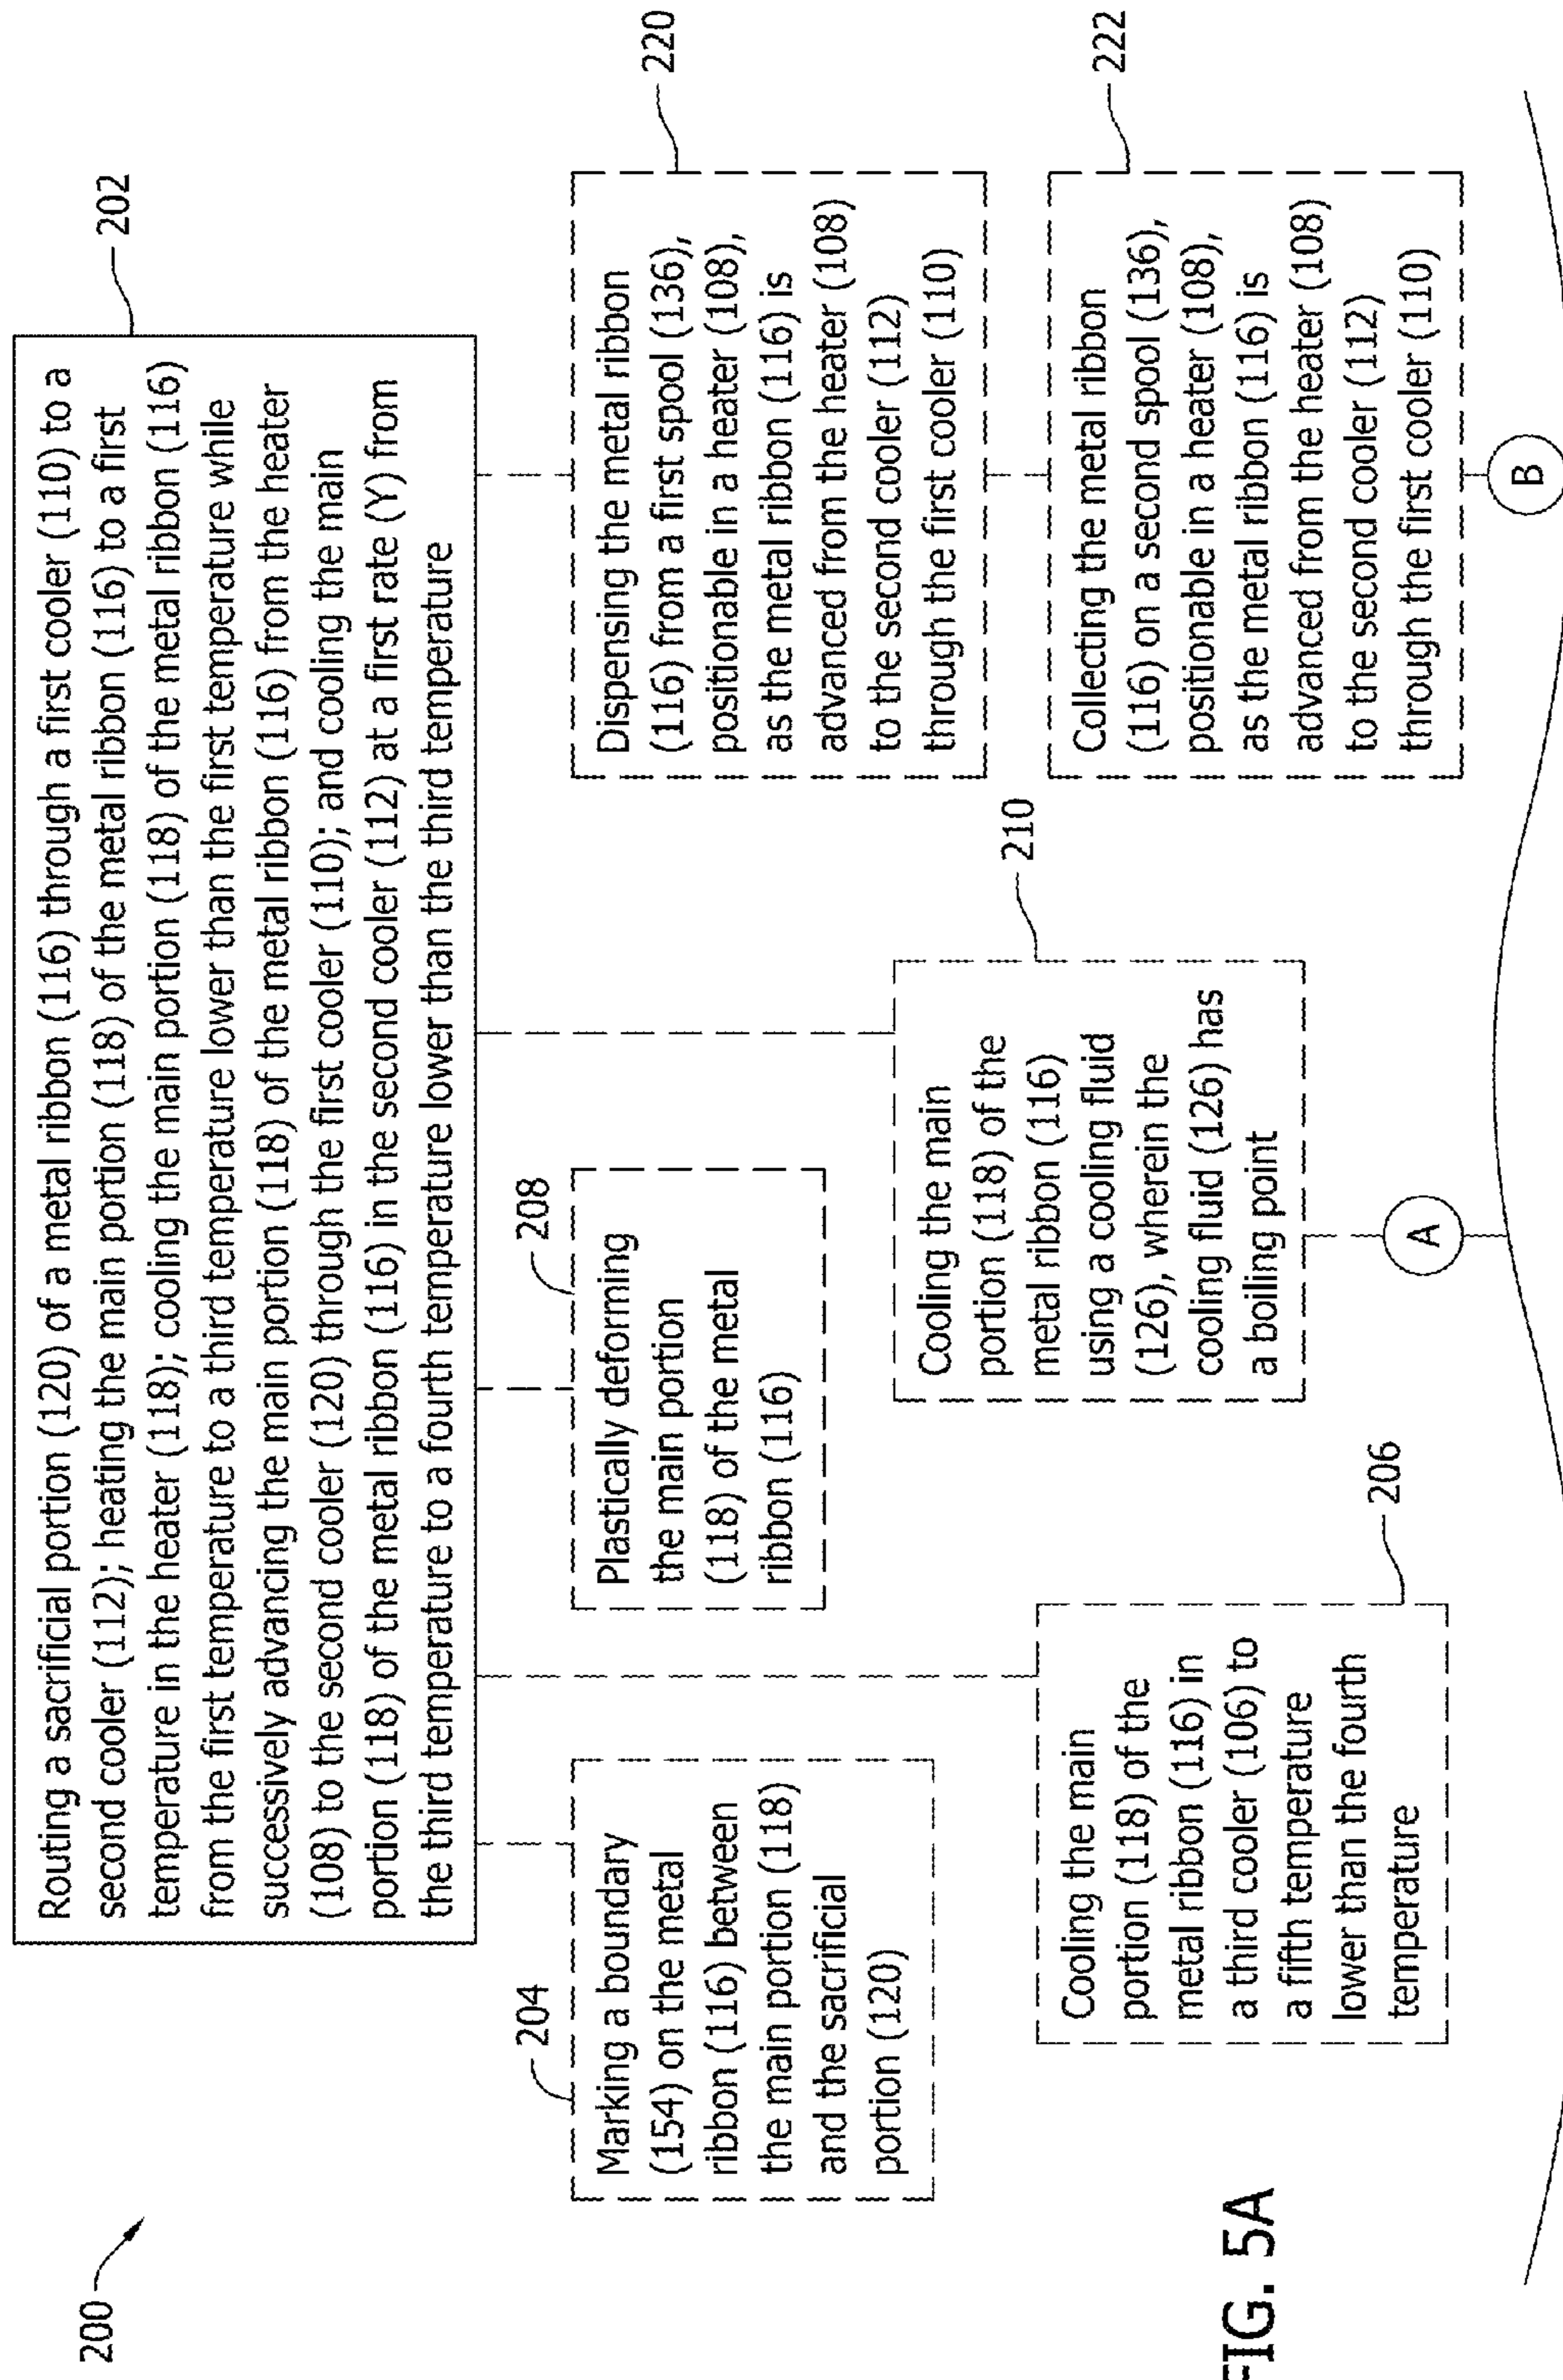 200
202
Routing a sacrificial portion (120) of a metal ribbon (116) through a first cooler (110) to a
second cooler (112); heating the main portion (118) of the metal ribbon (116) to a first
temperature in the heater (118); cooling the main portion (118) of the metal ribbon (116)
from the first temperature to a third temperature lower than the first temperature while
successively advancing the main portion (118) of the metal ribbon (116) from the heater
(108) to the second cooler (120) through the first cooler (110); and cooling the main
portion (118) of the metal ribbon (116) in the second cooler (112) at a first rate (Y) from
the third temperature to a fourth temperature lower than the third temperature
204
Marking a boundary
(154) on the metal
ribbon (116) between
the main portion (118)
and the sacrificial
portion (120)
206
Cooling the main
portion (118) of the
metal ribbon (116) in
a third cooler (106) to
a fifth temperature
lower than the fourth
temperature
208
Plastically deforming
the main portion
(118) of the metal
ribbon (116)
210
Cooling the main
portion (118) of the
metal ribbon (116)
using a cooling fluid
(126), wherein the
cooling fluid (126) has
a boiling point
A
220
Dispensing the metal ribbon
(116) from a first spool (136),
positionable in a heater (108),
as the metal ribbon (116) is
advanced from the heater (108)
to the second cooler (112)
through the first cooler (110)
222
Collecting the metal ribbon
(116) on a second spool (136),
positionable in a heater (108),
as the metal ribbon (116) is
advanced from the heater (108)
to the second cooler (112)
through the first cooler (110)
B
FIG. 5A